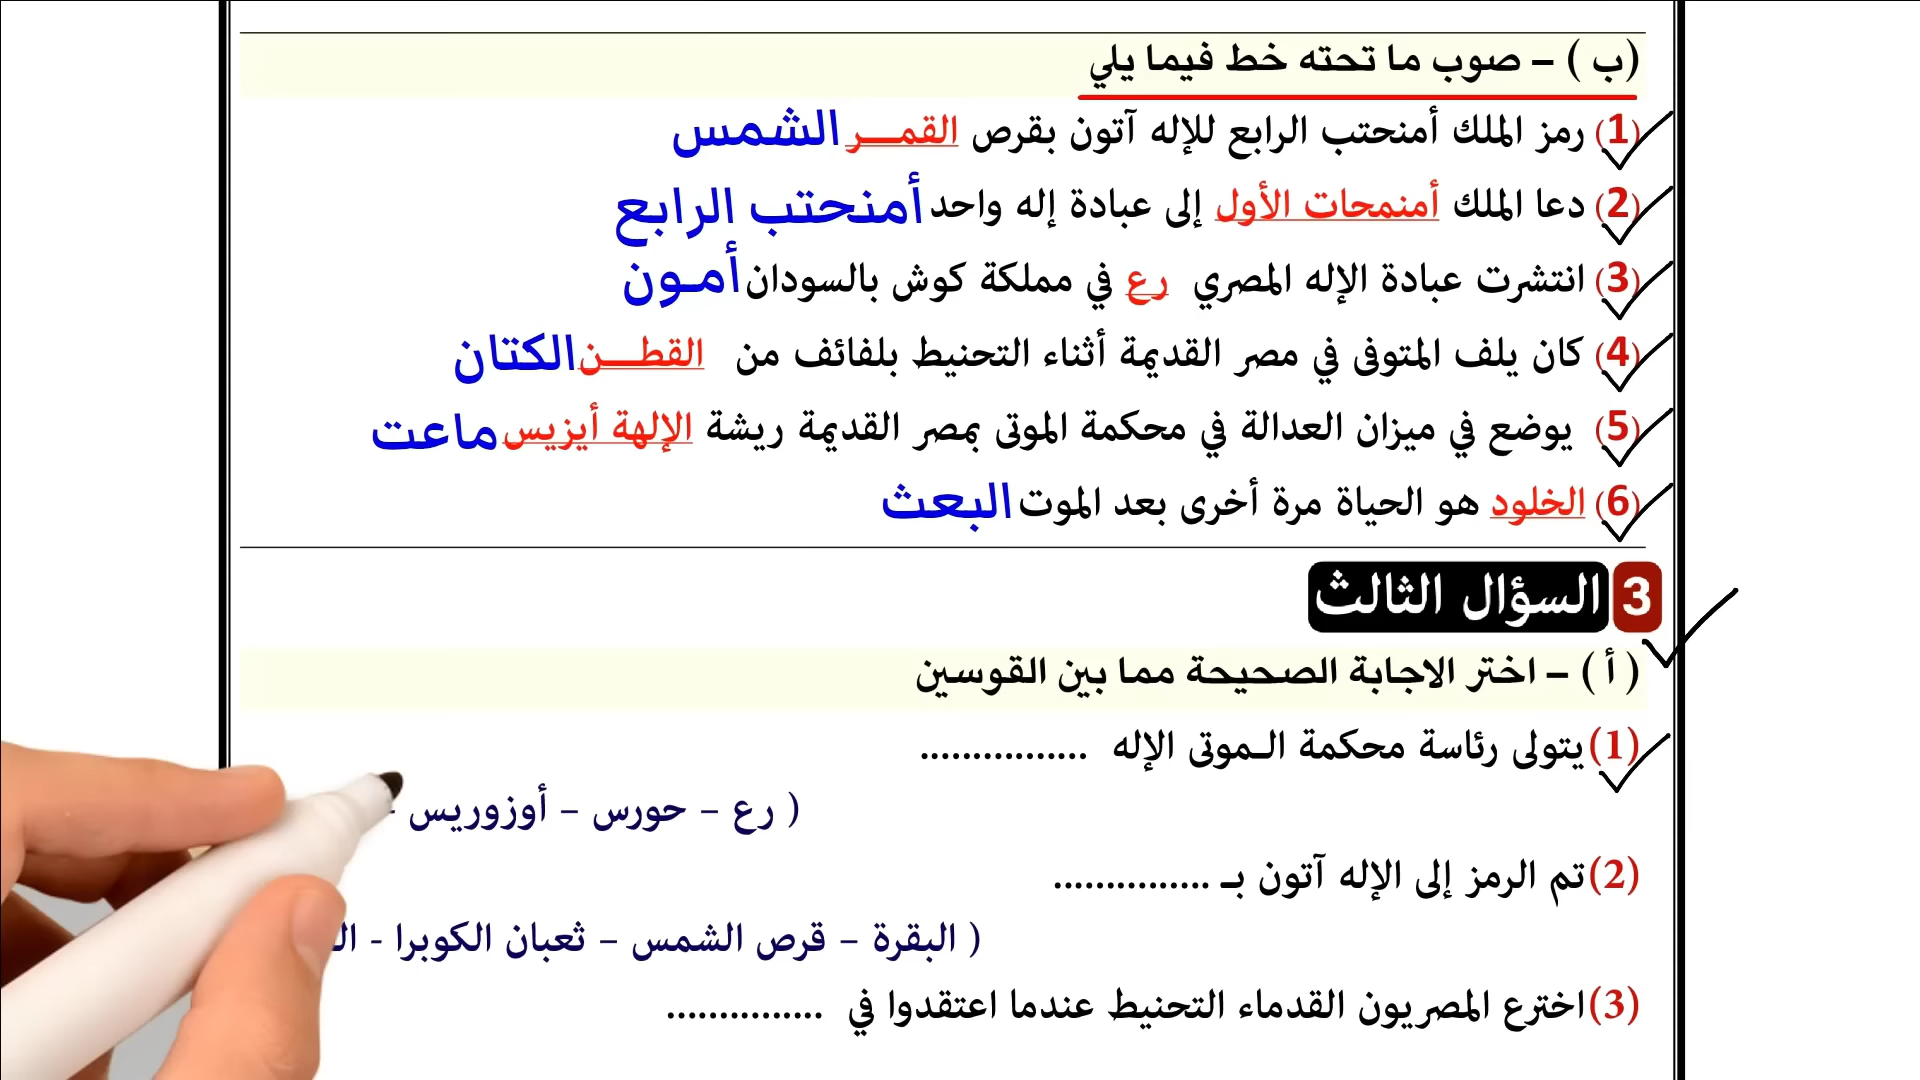 (ب ) – صوب ما تحته خط فيما يلي
(1) رمز الملك أمنحتب الرابع للإله آتون بقرص القمـــر الشمس
(2) دعا الملك أمنمحات الأول إلى عبادة إله واحد أمنحتب الرابع
(3) انتشرت عبادة الإله المصري رع في مملكة كوش بالسودان أمـون
(4) كان يلف المتوفى في مصر القديمة أثناء التحنيط بلفائف من القطـــن الكتان
(5) يوضع في ميزان العدالة في محكمة الموتى بمصر القديمة ريشة الإلهة أيزيس ماعت
(6) الخلود هو الحياة مرة أخرى بعد الموت البعث
3 السؤال الثالث
( أ ) – اختر الاجابة الصحيحة مما بين القوسين
(1) يتولى رئاسة محكمة الـموتى الإله ................
( رع – حورس – أوزوريس -
(2) تم الرمز إلى الإله آتون بـ ...............
( البقرة – قرص الشمس – ثعبان الكوبرا -
(3) اخترع المصريون القدماء التحنيط عندما اعتقدوا في ...............